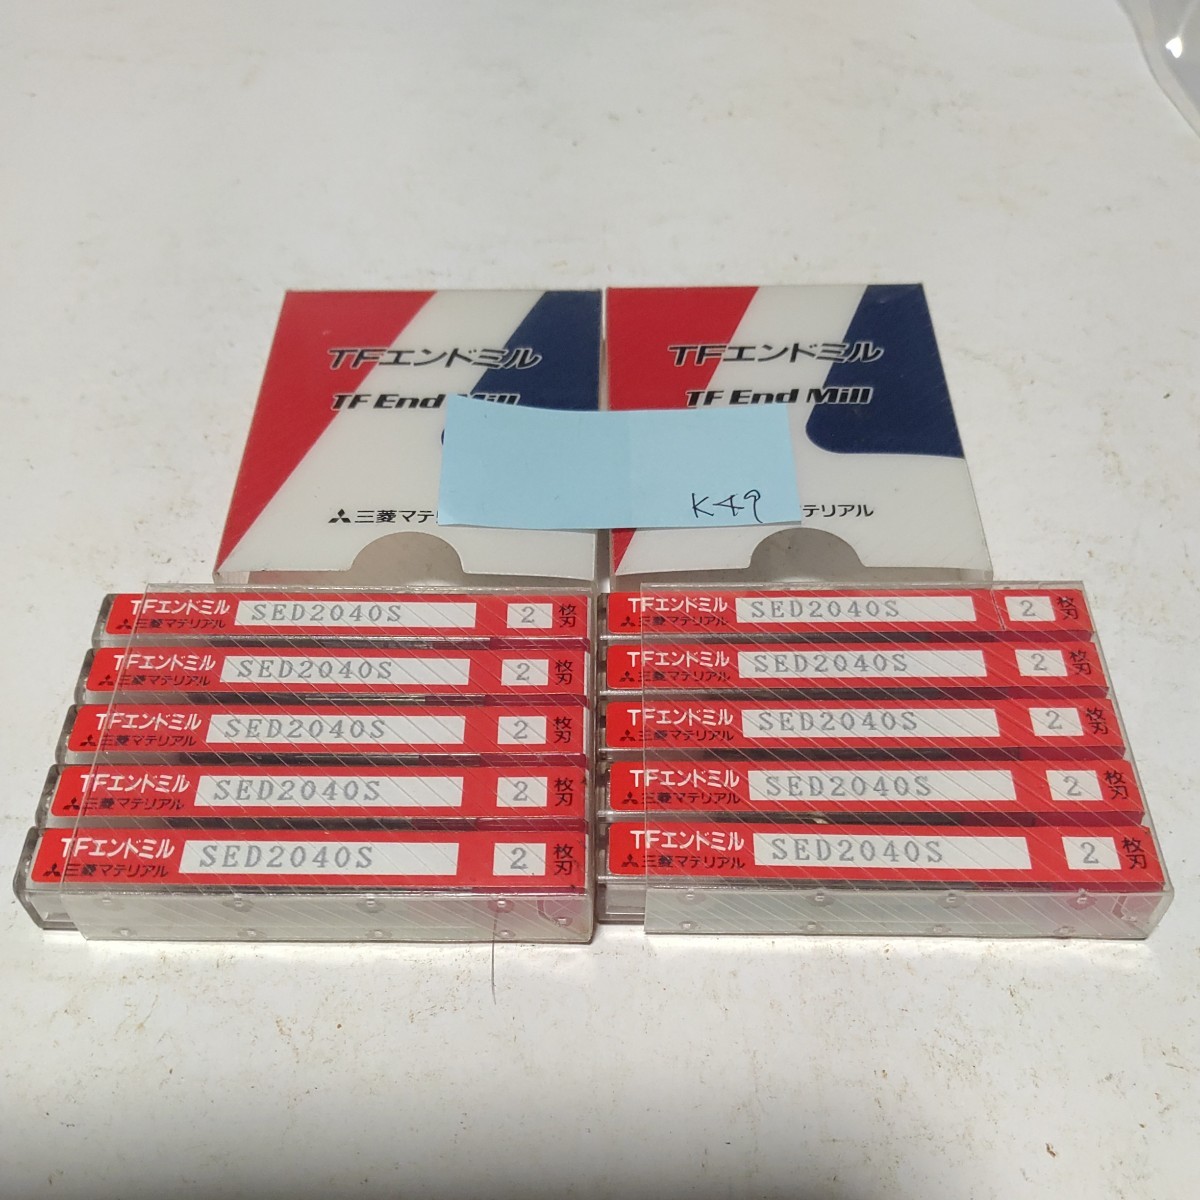 TFエンドミル
TF End Mill
三菱マテリ
TFエンドミル
TF End Mill
テリアル
K49
TFエンドミル
三菱マテリアル
SED2040S
2
枚刃
TFエンドミル
三菱マテリアル
SED2040S
2
枚刃
TFエンドミル
三菱マテリアル
SED2040S
2
枚刃
TFエンドミル
三菱マテリアル
SED2040S
2
枚刃
TFエンドミル
三菱マテリアル
SED2040S
2
枚刃
TFエンドミル
三菱マテリアル
SED2040S
2
枚刃
TFエンドミル
三菱マテリアル
SED2040S
2
枚刃
TFエンドミル
三菱マテリアル
SED2040S
2
枚刃
TFエンドミル
三菱マテリアル
SED2040S
2
枚刃
TFエンドミル
三菱マテリアル
SED2040S
2
枚刃